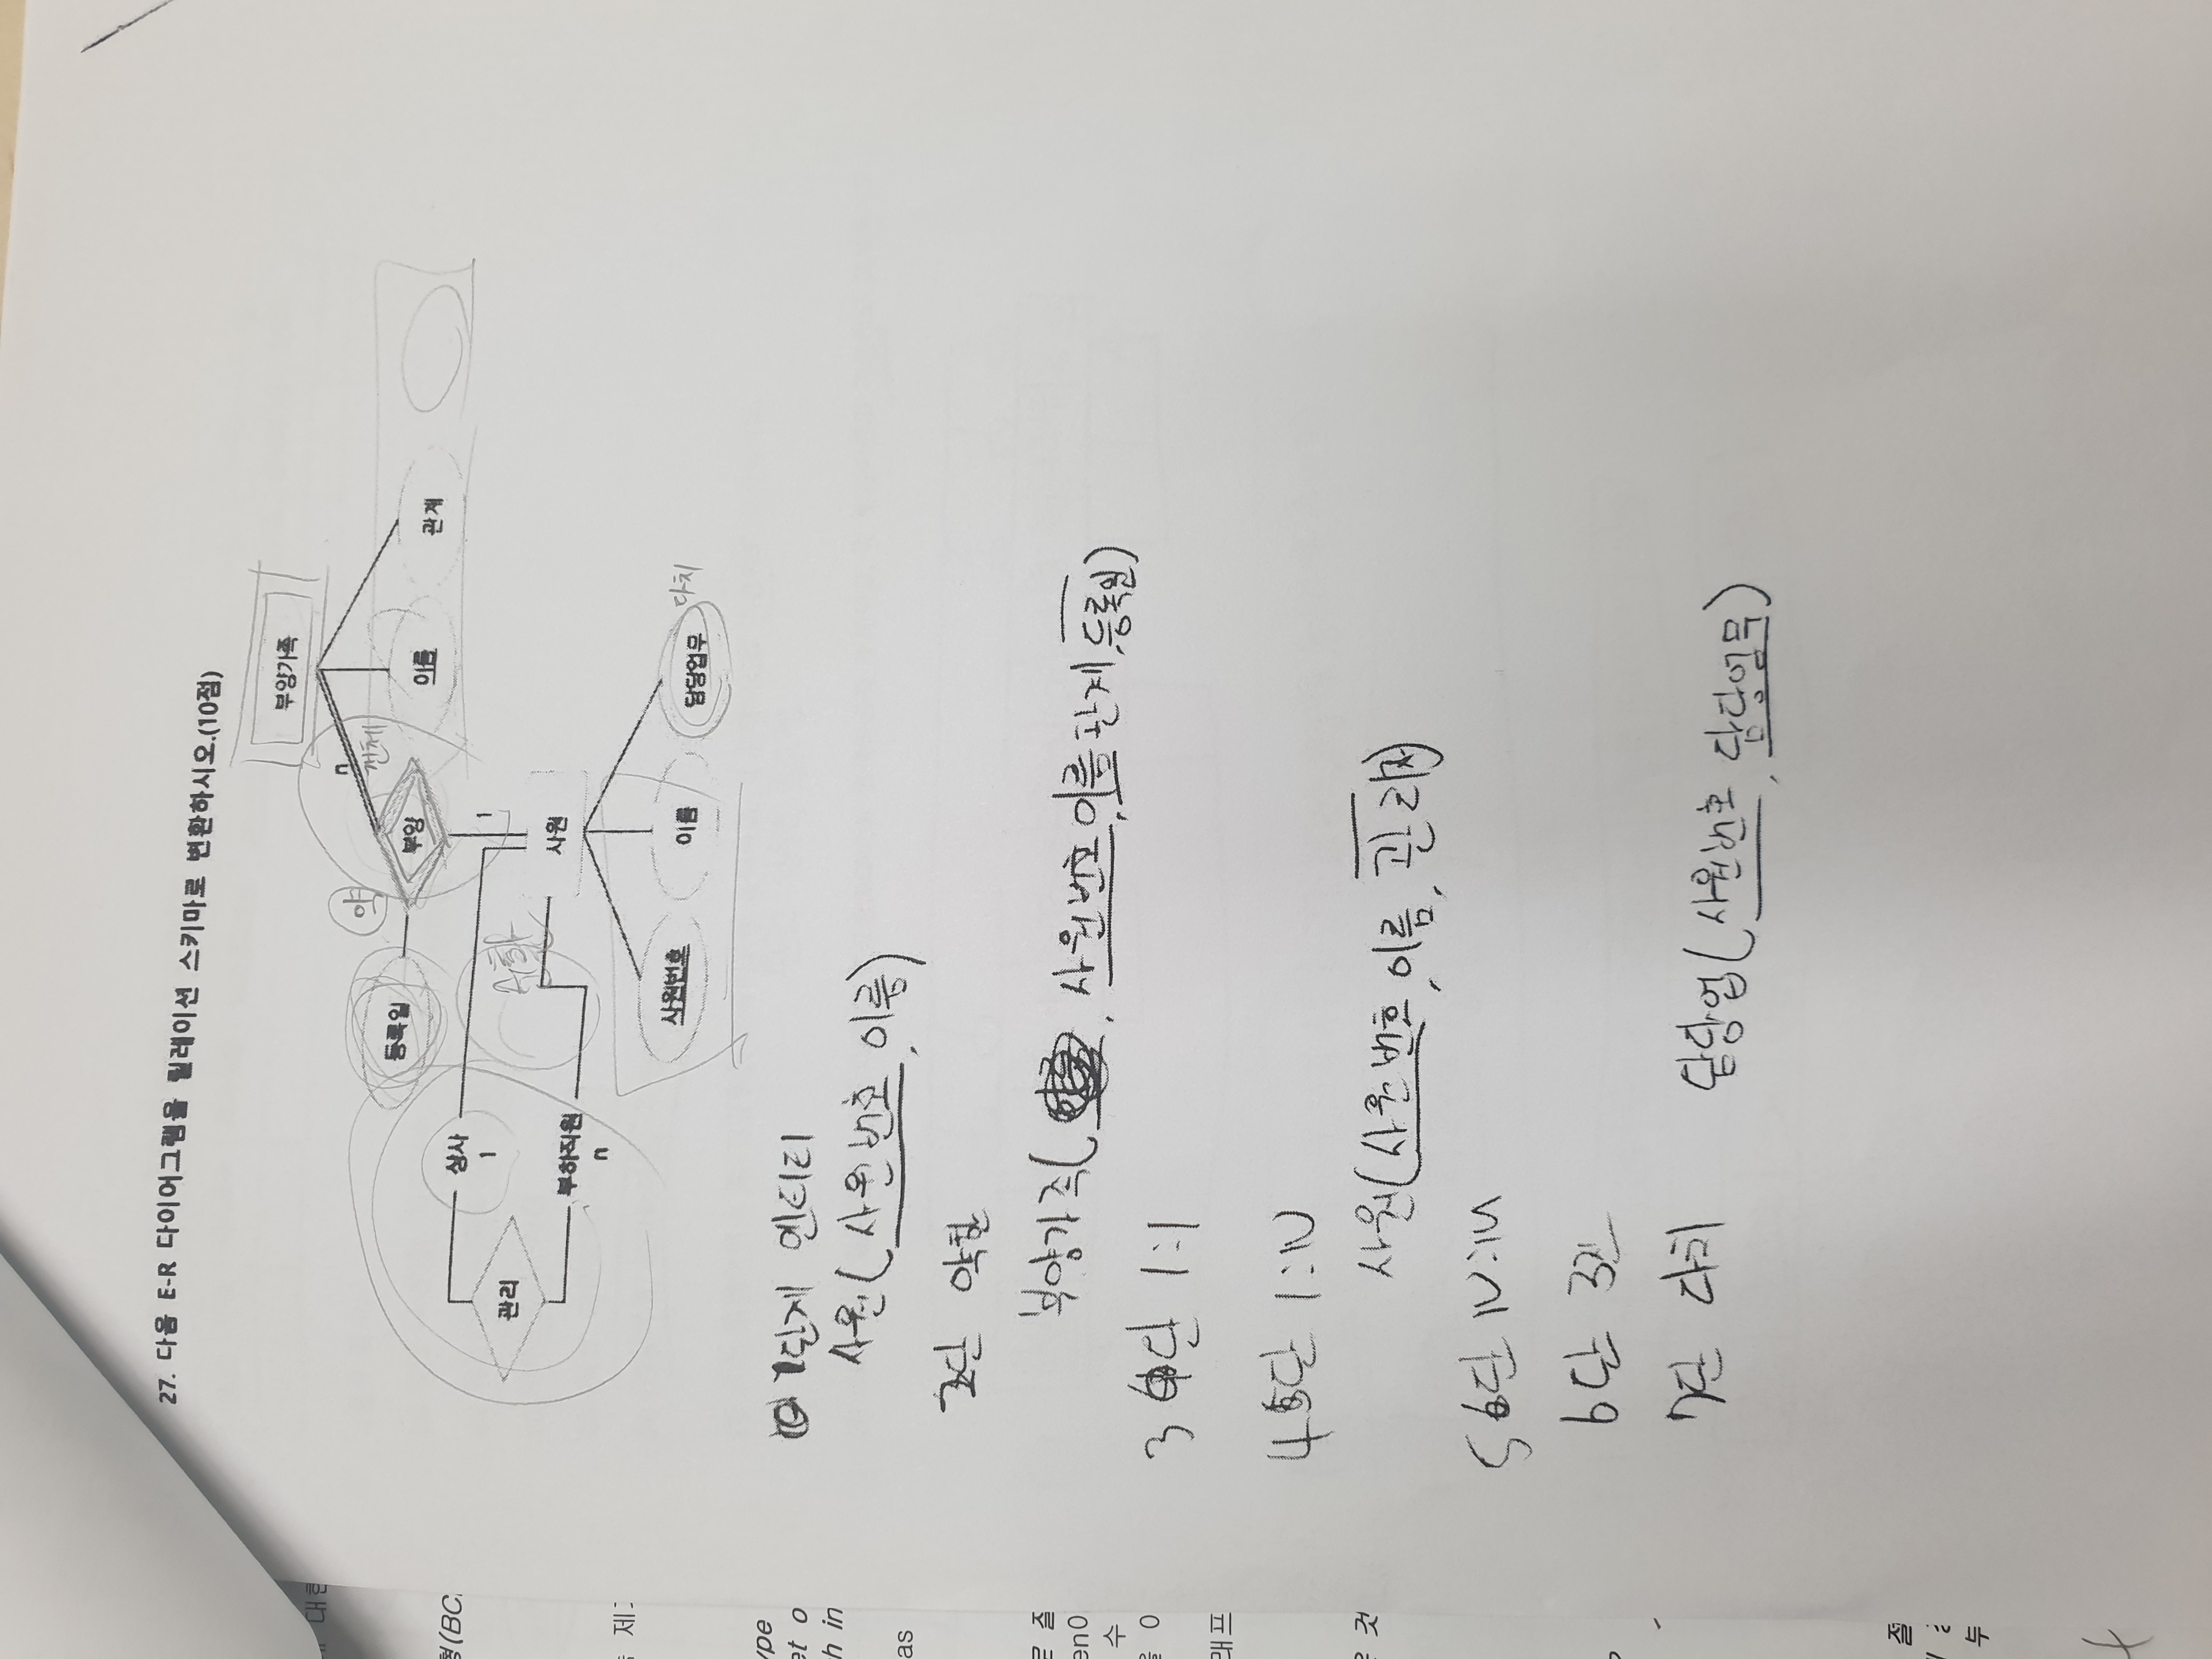 27. 다음 E-R 다이어그램을 릴레이션 스키마로 변환하시오.(10점)
부양가족
n
전체
약
등록일
부양
이름
관계
상사
1
1
관리
사원
부하직원
n
사원번호
이름
담당업무
다치
1단계 엔티티
사원(사원번호, 이름)
2단 약한
부양가족( , 사원번호, 이름 관계, 등록일)
3 단 1:1
4 단 1:N
사원(사원번호, 이름, 관리자)
5 단 N:M
6단 3진
7단 다치 담당업(사원번호, 담당업무)
대한
형(BC
제
ype
et o
h in
as
로 질
en0
수
을 0
래프
은 것
절
부